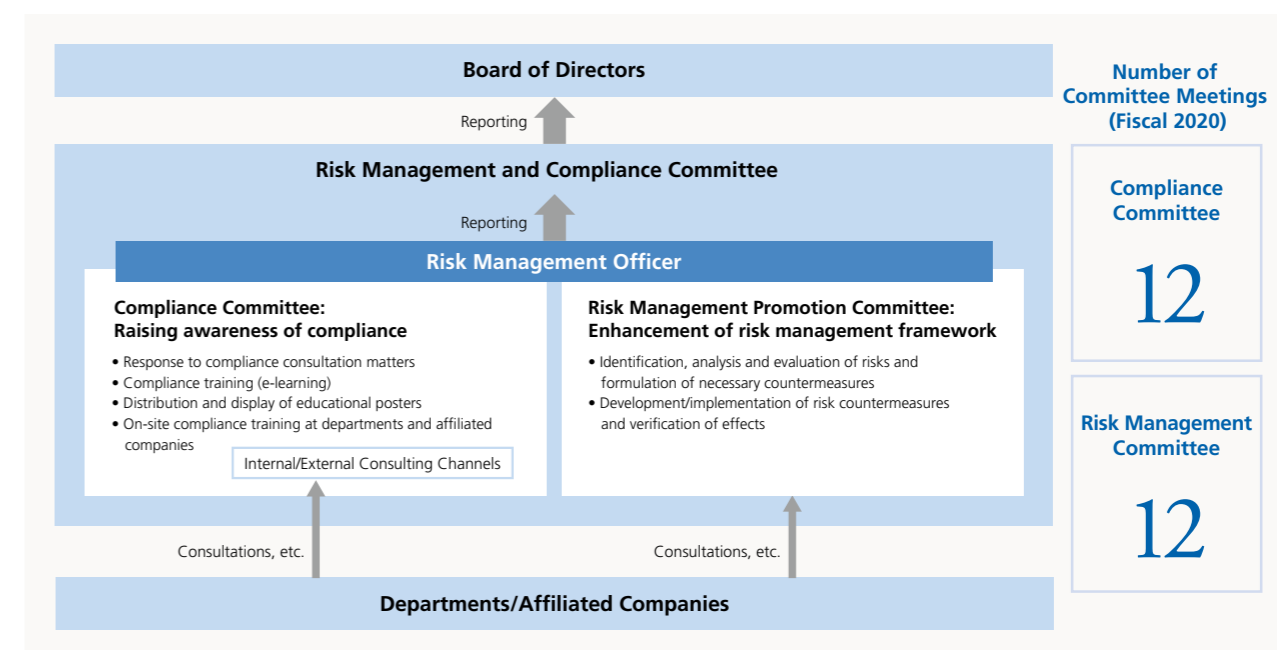 Board of Directors
Reporting
Risk Management and Compliance Committee
Reporting
Risk Management Officer
Compliance Committee:
Raising awareness of compliance
• Response to compliance consultation matters
• Compliance training (e-learning)
• Distribution and display of educational posters
• On-site compliance training at departments and affiliated
companies
Internal/External Consulting Channels
Risk Management Promotion Committee:
Enhancement of risk management framework
• Identification, analysis and evaluation of risks and
formulation of necessary countermeasures
• Development/implementation of risk countermeasures
and verification of effects
Consultations, etc.
Consultations, etc.
Departments/Affiliated Companies
Number of
Committee Meetings
(Fiscal 2020)
Compliance
Committee
12
Risk Management
Committee
12